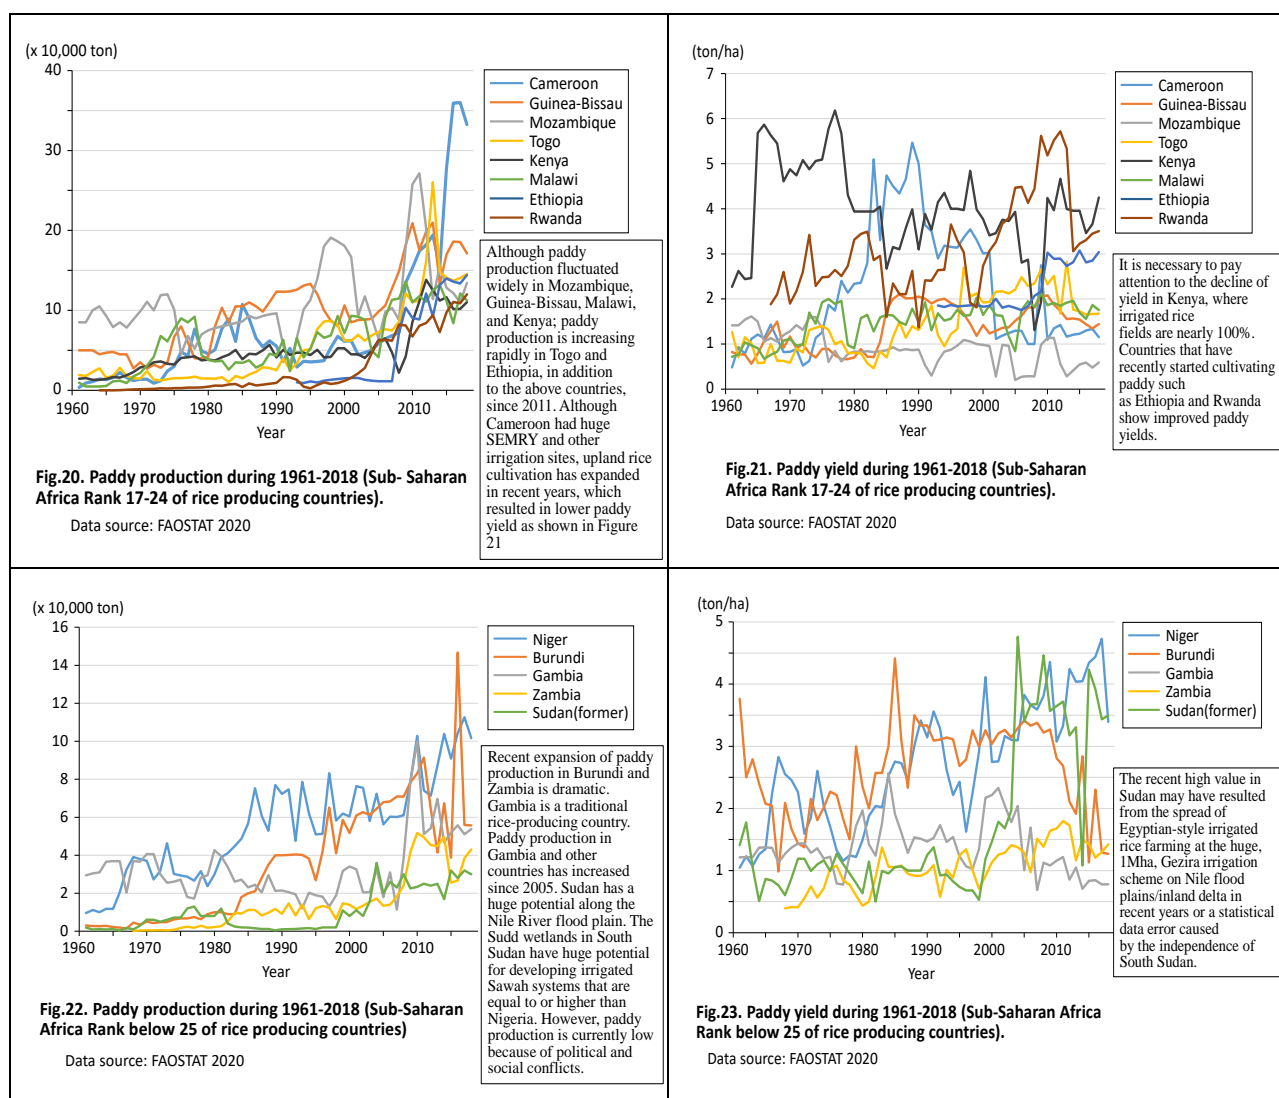 (x 10,000 ton)
40
30
20
10
0
1960
1970
1980
1990
2000
2010
Year
Cameroon
Guinea-Bissau
Mozambique
Togo
Kenya
Malawi
Ethiopia
Rwanda
Although paddy
production fluctuated
widely in Mozambique,
Guinea-Bissau, Malawi,
and Kenya; paddy
production is increasing
rapidly in Togo and
Ethiopia, in addition
to the above countries,
since 2011. Although
Cameroon had huge
SEMRY and other
irrigation sites, upland rice
cultivation has expanded
in recent years, which
resulted in lower paddy
yield as shown in Figure
21
Fig.20. Paddy production during 1961-2018 (Sub- Saharan
Africa Rank 17-24 of rice producing countries).
Data source: FAOSTAT 2020
(ton/ha)
7
6
5
4
3
2
1
0
1960
1970
1980
1990
2000
2010
Year
Cameroon
Guinea-Bissau
Mozambique
Togo
Kenya
Malawi
Ethiopia
Rwanda
It is necessary to pay
attention to the decline of
yield in Kenya, where
irrigated rice
fields are nearly 100%.
Countries that have
recently started cultivating
paddy such
as Ethiopia and Rwanda
show improved paddy
yields.
Fig.21. Paddy yield during 1961-2018 (Sub-Saharan
Africa Rank 17-24 of rice producing countries).
Data source: FAOSTAT 2020
(x 10,000 ton)
16
14
12
10
8
6
4
2
0
1960
1970
1980
1990
2000
2010
Year
Niger
Burundi
Gambia
Zambia
Sudan(former)
Recent expansion of paddy
production in Burundi and
Zambia is dramatic.
Gambia is a traditional
rice-producing country.
Paddy production in
Gambia and other
countries has increased
since 2005. Sudan has a
huge potential along the
Nile River flood plain. The
Sudd wetlands in South
Sudan have huge potential
for developing irrigated
Sawah systems that are
equal to or higher than
Nigeria. However, paddy
production is currently low
because of political and
social conflicts.
Fig.22. Paddy production during 1961-2018 (Sub-Saharan
Africa Rank below 25 of rice producing countries)
Data source: FAOSTAT 2020
(ton/ha)
5
4
3
2
1
0
1960
1970
1980
1990
2000
2010
Year
Niger
Burundi
Gambia
Zambia
Sudan(former)
The recent high value in
Sudan may have resulted
from the spread of
Egyptian-style irrigated
rice farming at the huge,
1Mha, Gezira irrigation
scheme on Nile flood
plains/inland delta in
recent years or a statistical
data error caused
by the independence of
South Sudan.
Fig.23. Paddy yield during 1961-2018 (Sub-Saharan Africa
Rank below 25 of rice producing countries).
Data source: FAOSTAT 2020